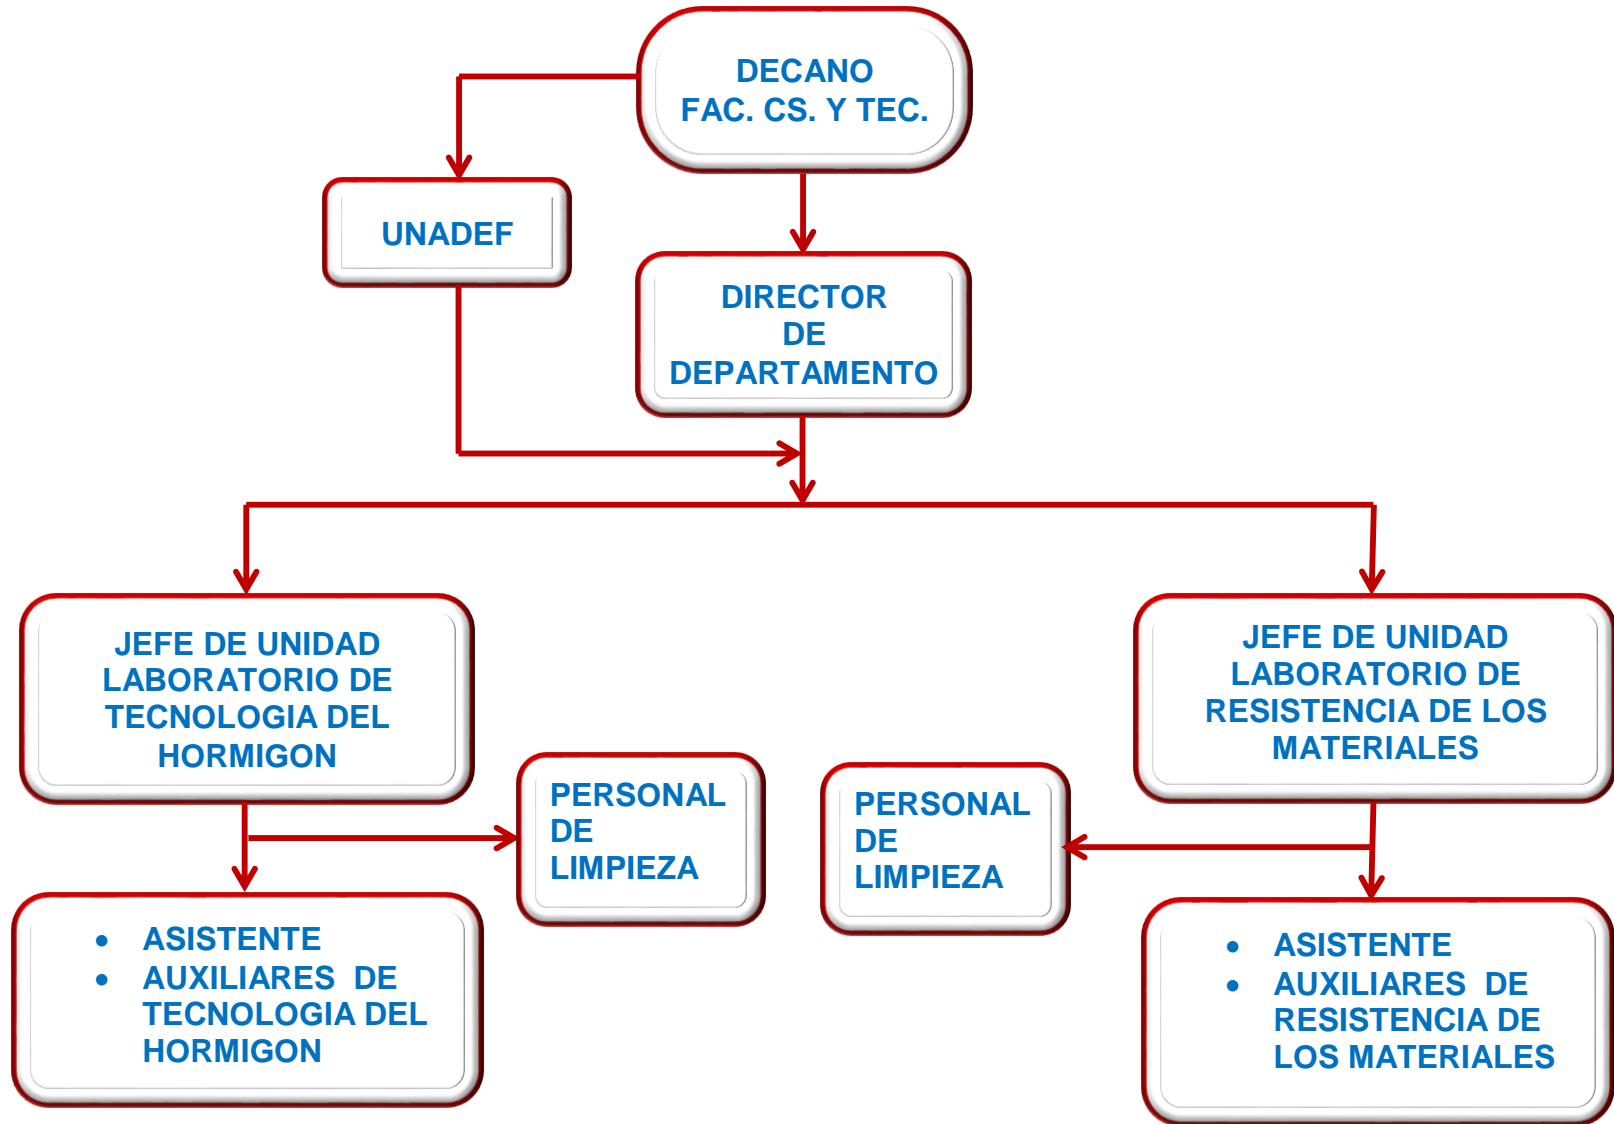 DECANO
FAC. CS. Y TEC.
UNADEF
DIRECTOR
DE
DEPARTAMENTO
JEFE DE UNIDAD
LABORATORIO DE
TECNOLOGIA DEL
HORMIGON
JEFE DE UNIDAD
LABORATORIO DE
RESISTENCIA DE LOS
MATERIALES
PERSONAL
DE
LIMPIEZA
PERSONAL
DE
LIMPIEZA
• ASISTENTE
• AUXILIARES DE
TECNOLOGIA DEL
HORMIGON
• ASISTENTE
• AUXILIARES DE
RESISTENCIA DE
LOS MATERIALES